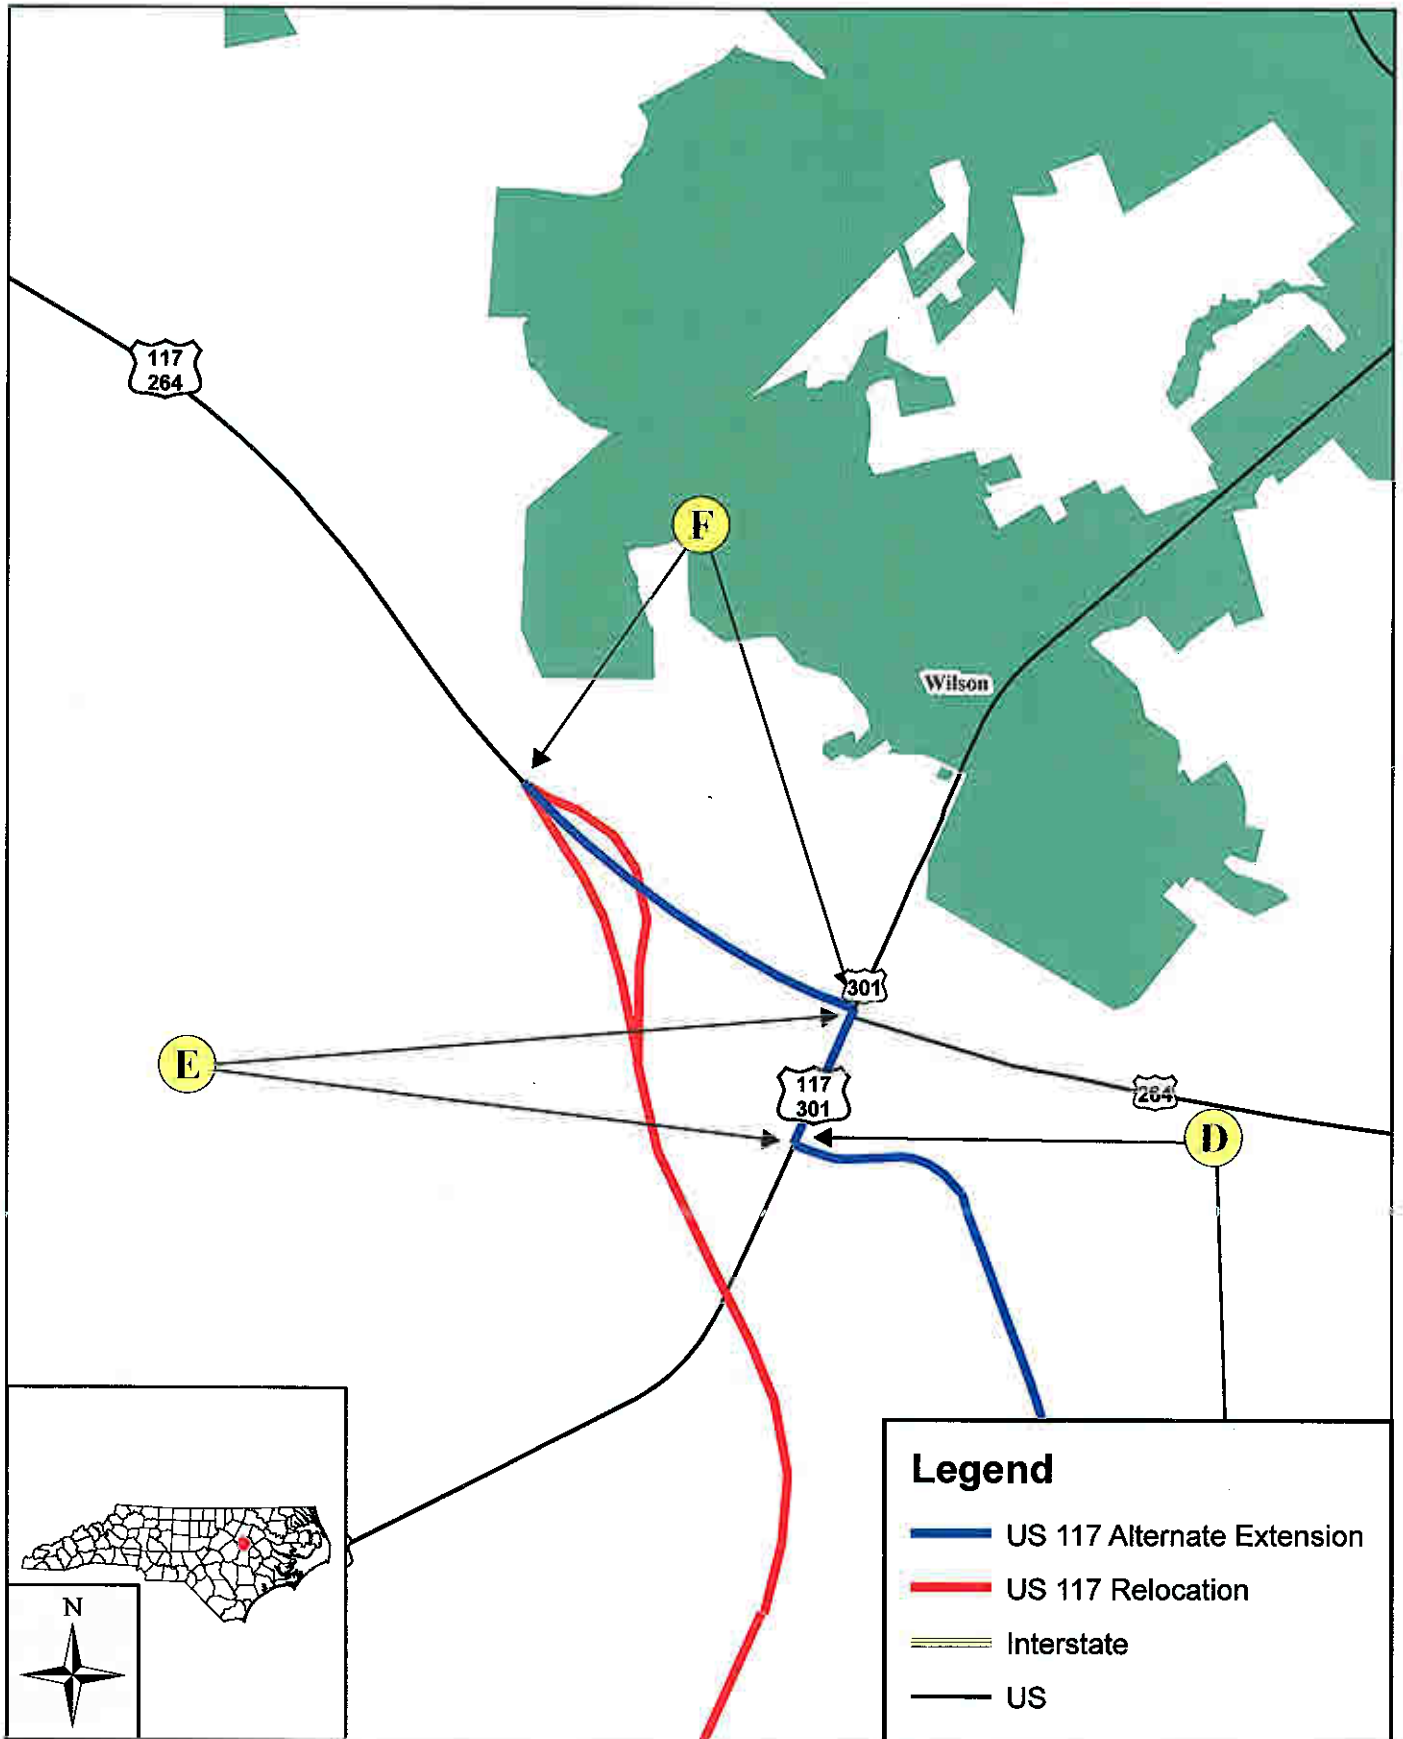 117
264
F
Wilson
301
E
117
301
264
D
Legend
US 117 Alternate Extension
US 117 Relocation
Interstate
US
N